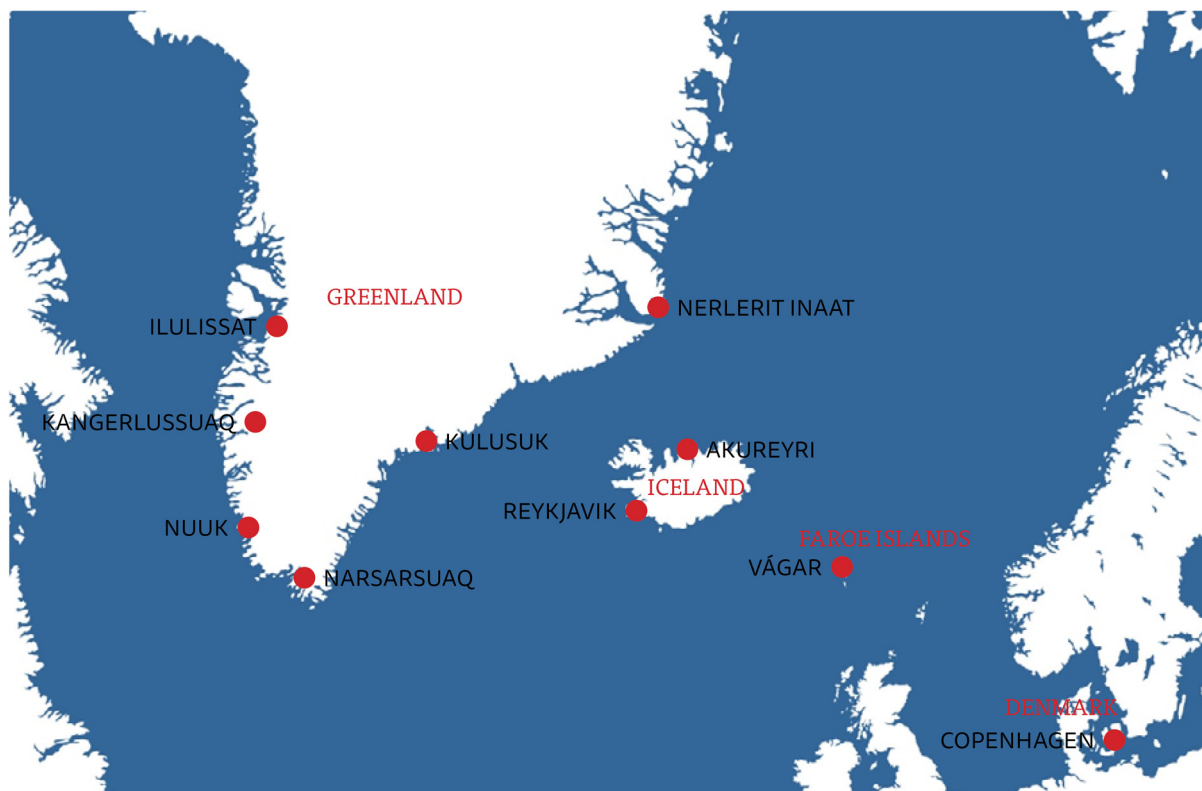 GREENLAND
NERLERIT INAAT
ILULISSAT
KANGERLUSSUAQ
KULUSUK
AKUREYRI
ICELAND
REYKJAVIK
NUUK
FAROE ISLANDS
VÁGAR
NARSARSUAQ
DENMARK
COPENHAGEN